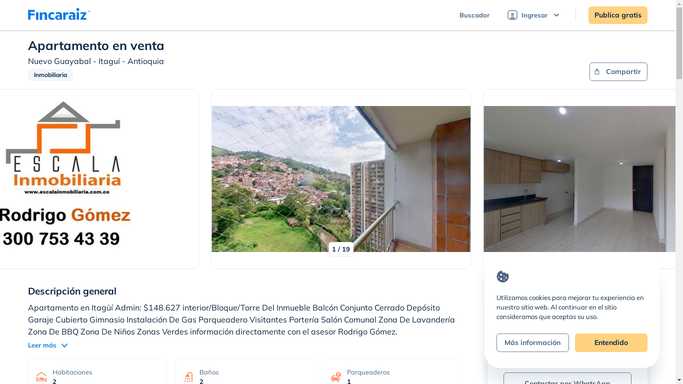 Fincaraiz
Buscador
Ingresar
Publica gratis
Apartamento en venta
Nuevo Guayabal - Itaguí - Antioquia
Inmobiliaria
Compartir
ESCALA
Inmobiliaria
www.escalainmobiliaria.com.co
Rodrigo Gómez
300 753 43 39
1 / 19
Descripción general
Apartamento en Itagüí Admin: $148.627 interior/Bloque/Torre Del Inmueble Balcón Conjunto Cerrado Depósito
Garaje Cubierto Gimnasio Instalación De Gas Parqueadero Visitantes Portería Salón Comunal Zona De Lavandería
Zona De BBQ Zona De Niños Zonas Verdes información directamente con el asesor Rodrigo Gómez.
Leer más
Habitaciones
2
Baños
2
Parqueaderos
1
Utilizamos cookies para mejorar tu experiencia en
nuestro sitio web. Al continuar en el sitio
consideramos que aceptas su uso.
Más información
Entendido
Contactar por WhatsApp